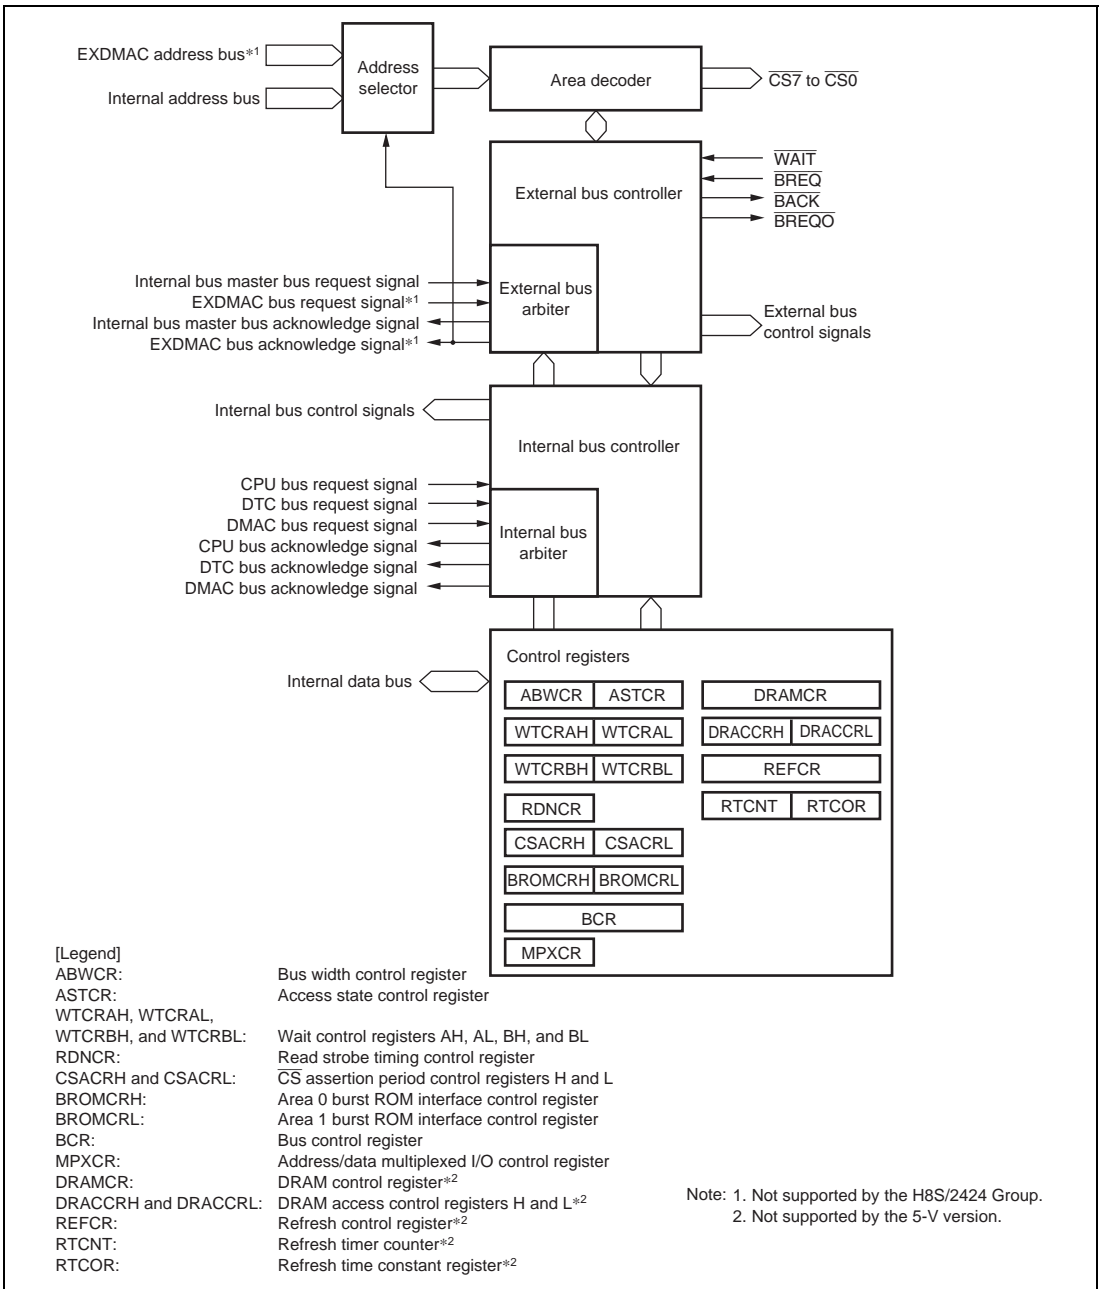 EXDMAC address bus*1
Internal address bus
Address
selector
Area decoder
CS7 to CS0
External bus controller
WAIT
BREQ
BACK
BREQO
Internal bus master bus request signal
EXDMAC bus request signal*1
Internal bus master bus acknowledge signal
EXDMAC bus acknowledge signal*1
External bus
arbiter
External bus
control signals
Internal bus control signals
Internal bus controller
CPU bus request signal
DTC bus request signal
DMAC bus request signal
CPU bus acknowledge signal
DTC bus acknowledge signal
DMAC bus acknowledge signal
Internal bus
arbiter
Internal data bus
Control registers
ABWCR ASTCR DRAMCR
WTCRAH WTCRAL DRACCRH DRACCRL
WTCRBH WTCRBL REFCR
RDNCR RTCNT RTCOR
CSACRH CSACRL
BROMCRH BROMCRL
BCR
MPXCR
[Legend]
ABWCR: Bus width control register
ASTCR: Access state control register
WTCRAH, WTCRAL,
WTCRBH, and WTCRBL: Wait control registers AH, AL, BH, and BL
RDNCR: Read strobe timing control register
CSACRH and CSACRL: CS assertion period control registers H and L
BROMCRH: Area 0 burst ROM interface control register
BROMCRL: Area 1 burst ROM interface control register
BCR: Bus control register
MPXCR: Address/data multiplexed I/O control register
DRAMCR: DRAM control register*2
DRACCRH and DRACCRL: DRAM access control registers H and L*2
REFCR: Refresh control register*2
RTCNT: Refresh timer counter*2
RTCOR: Refresh time constant register*2
Note: 1. Not supported by the H8S/2424 Group.
2. Not supported by the 5-V version.